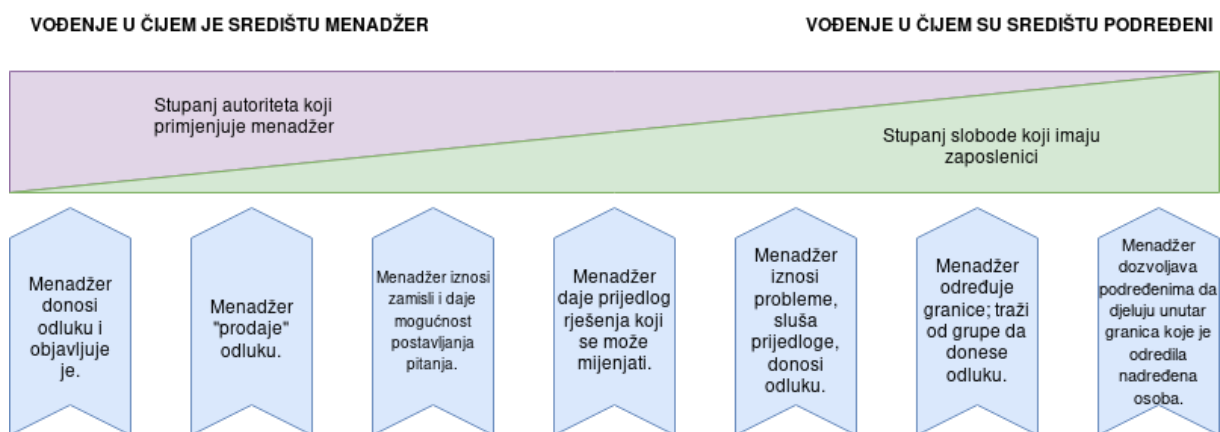 VOĐENJE U ČIJEM JE SREDIŠTU MENADŽER
VOĐENJE U ČIJEM SU SREDIŠTU PODREĐENI
Stupanj autoriteta koji
primjenjuje menadžer
Stupanj slobode koji imaju
zaposlenici
Menadžer
donosi
odluku i
objavljuje
je.
Menadžer
"prodaje"
odluku.
Menadžer iznosi
zamisli i daje
mogućnost
postavljanja
pitanja.
Menadžer
daje prijedlog
rješenja koji
se može
mijenjati.
Menadžer
iznosi
probleme,
sluša
prijedloge,
donosi
odluku.
Menadžer
određuje
granice; traži
od grupe da
donese
odluku.
Menadžer
dozvoljava
podređenima da
djeluju unutar
granica koje je
odredila
nadređena
osoba.